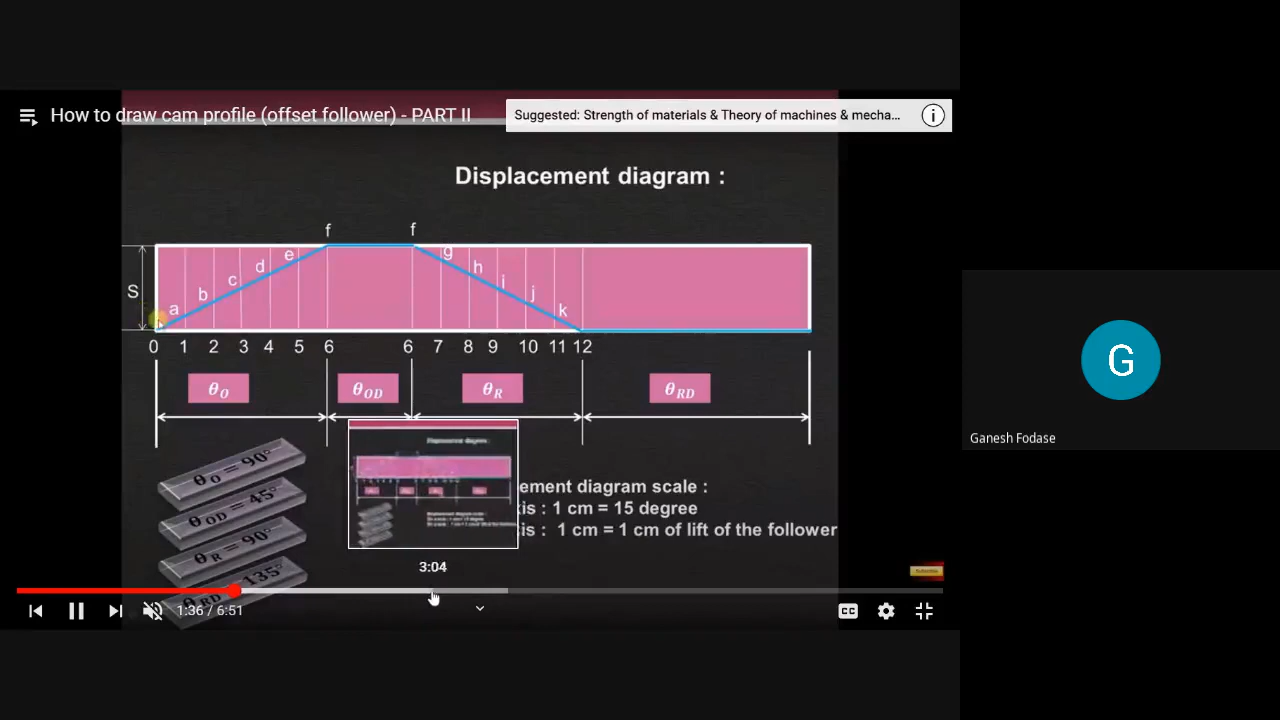 How to draw cam profile (offset follower) - PART II
Suggested: Strength of materials & Theory of machines & mecha...
i
Displacement diagram :
f f
S
a b c d e g h i j k
0 1 2 3 4 5 6 6 7 8 9 10 11 12
θO θOD θR θRD
θO = 90°
θOD = 45°
θR = 90°
θRD 135°
ement diagram scale :
is : 1 cm = 15 degree
is : 1 cm = 1 cm of lift of the follower
3:04
1:36 / 6:51
CC
G
Ganesh Fodase